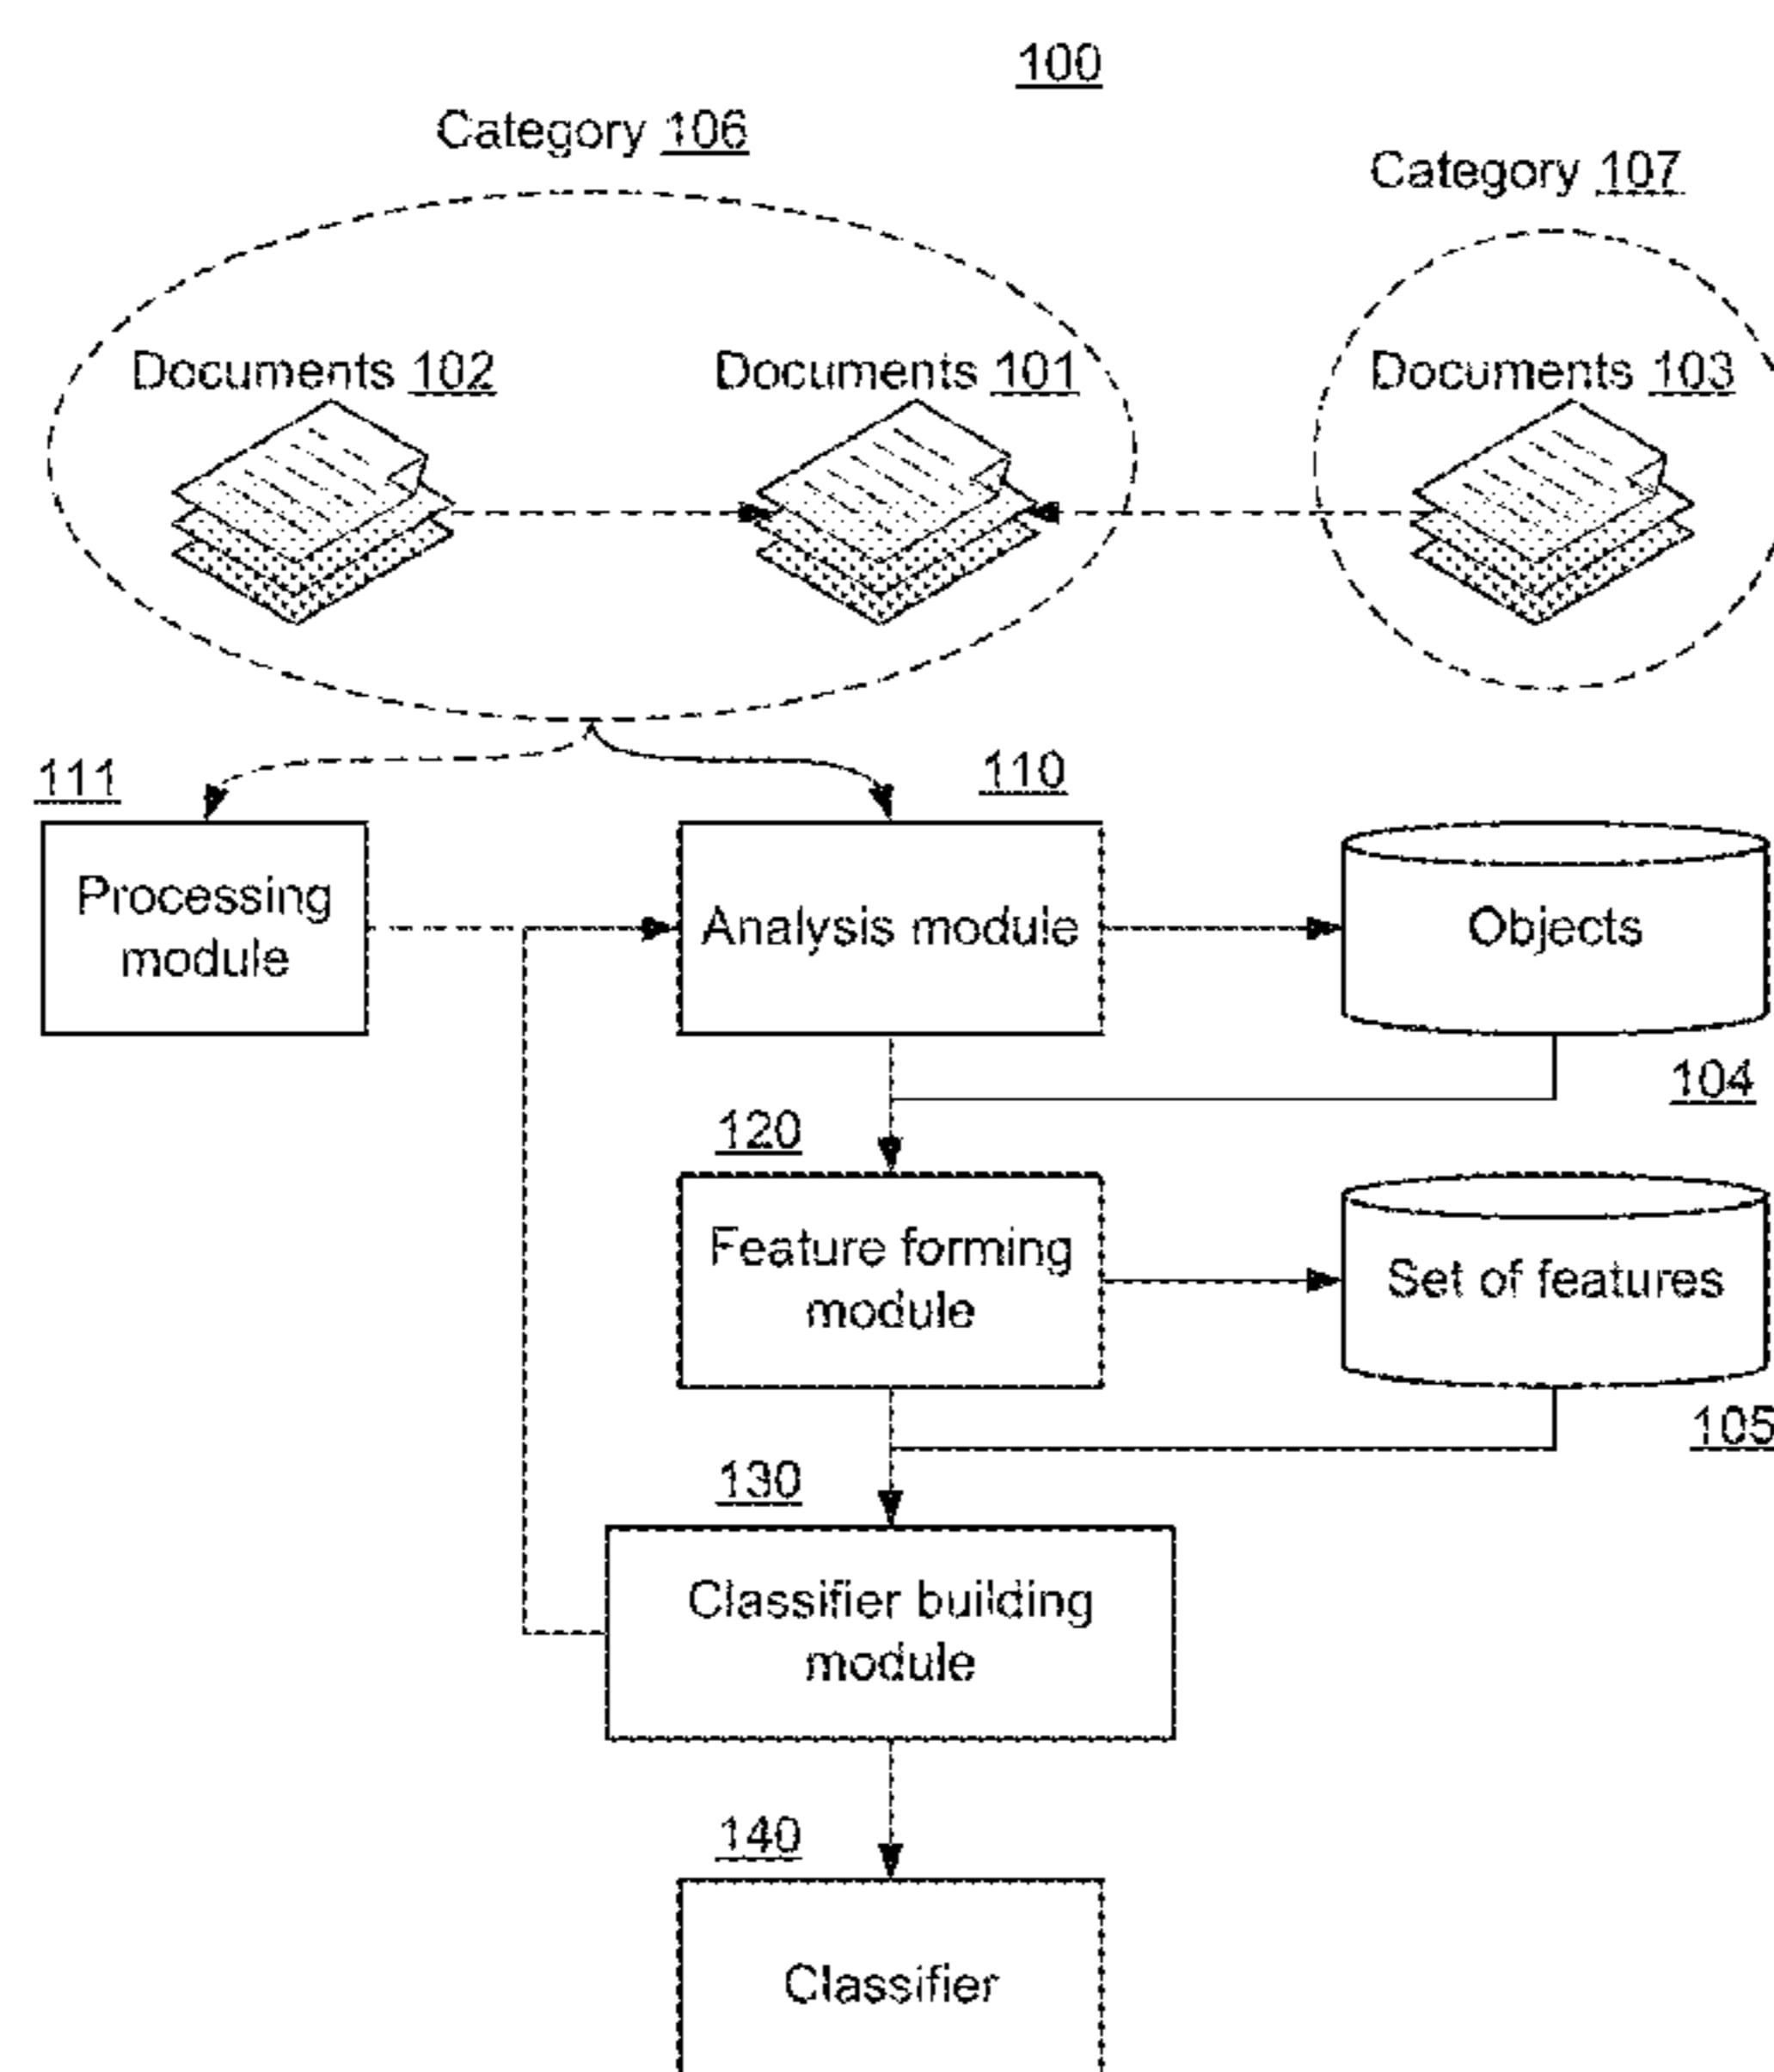 100
Category 106
Category 107
Documents 102
Documents 101
Documents 103
111
110
Processing
module
Analysis module
Objects
104
120
Feature forming
module
Set of features
105
130
Classifier building
module
140
Classifier